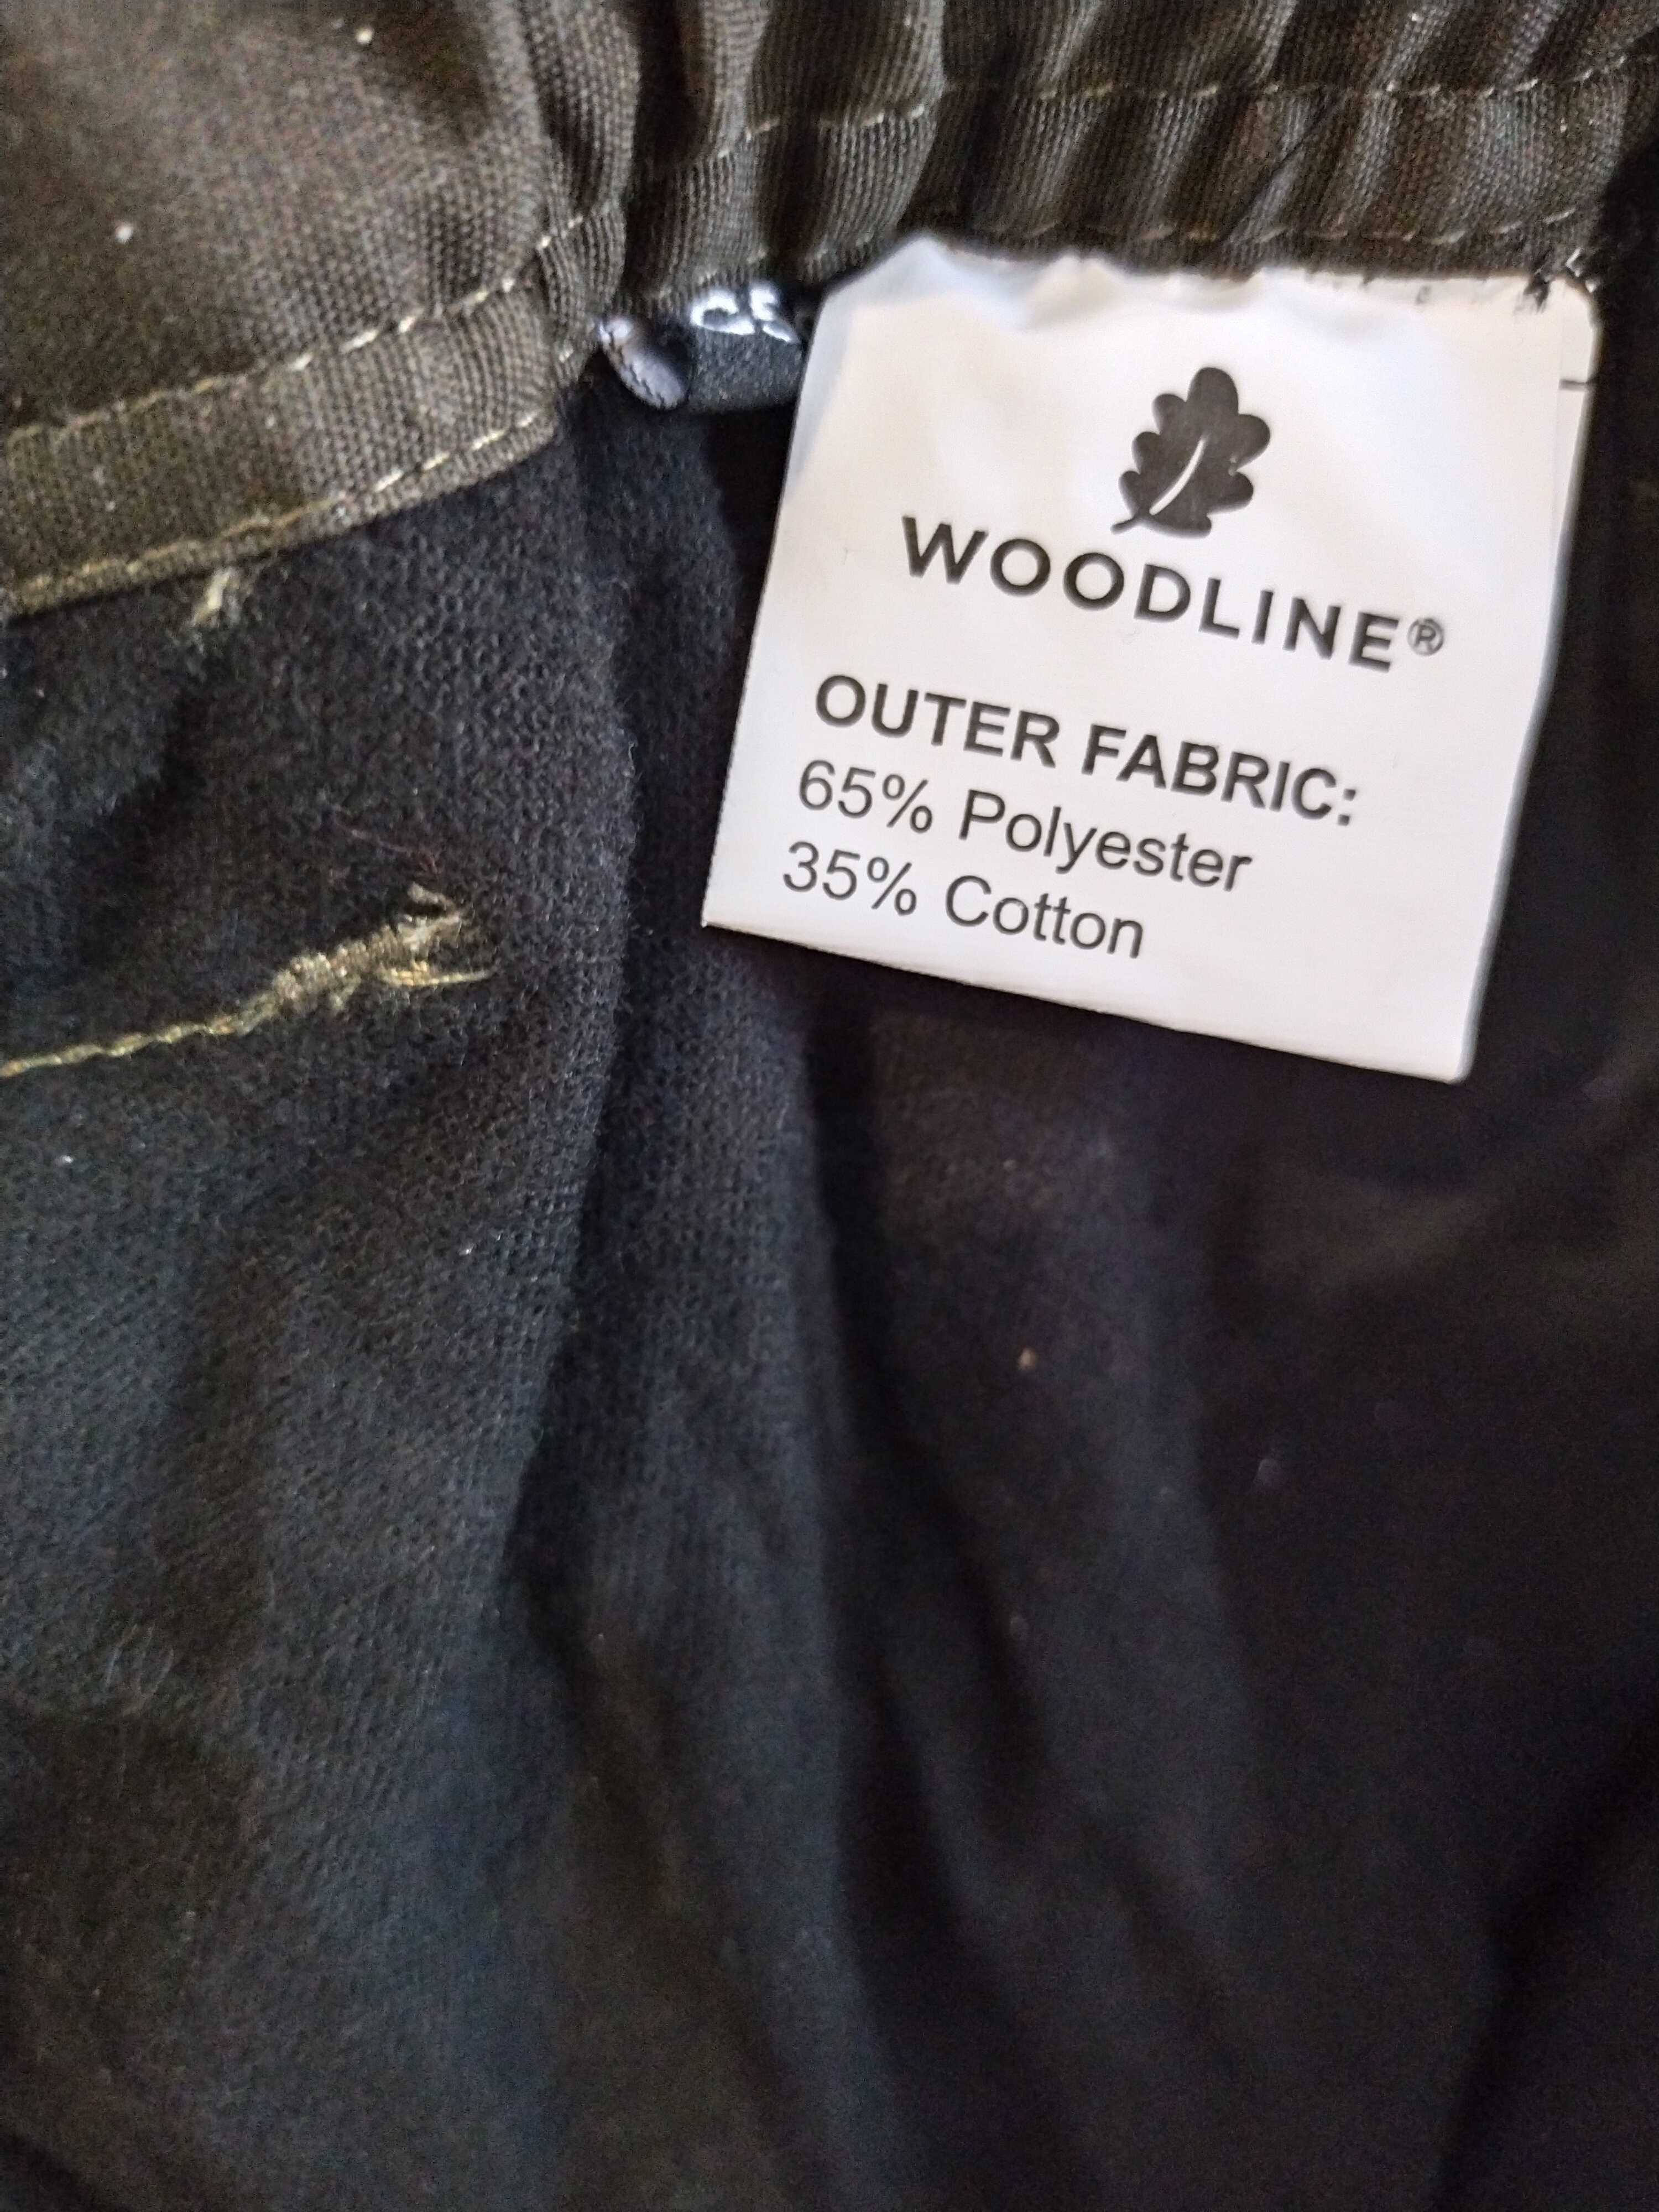 WOODLINE®
OUTER FABRIC:
65% Polyester
35% Cotton